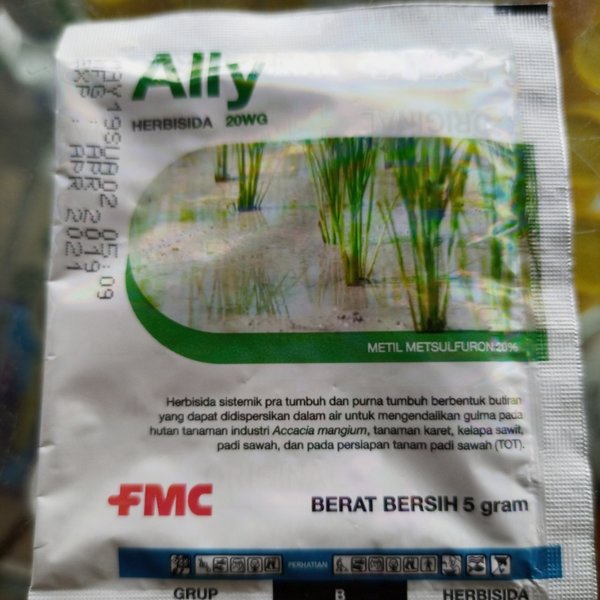 Ally
HERBISIDA 20WG
ORIGINAL
MAY19SUA02 05:09
MFG : APR 2019
EXP : APR 2021
METIL METSULFURON:20%
Herbisida sistemik pra tumbuh dan purna tumbuh berbentuk butiran
yang dapat didispersikan dalam air untuk mengendalikan gulma pada
hutan tanaman industri Accacia mangium, tanaman karet, kelapa sawit,
padi sawah, dan pada persiapan tanam padi sawah (TOT).
FMC
BERAT BERSIH 5 gram
PERHATIAN
GRUP B HERBISIDA